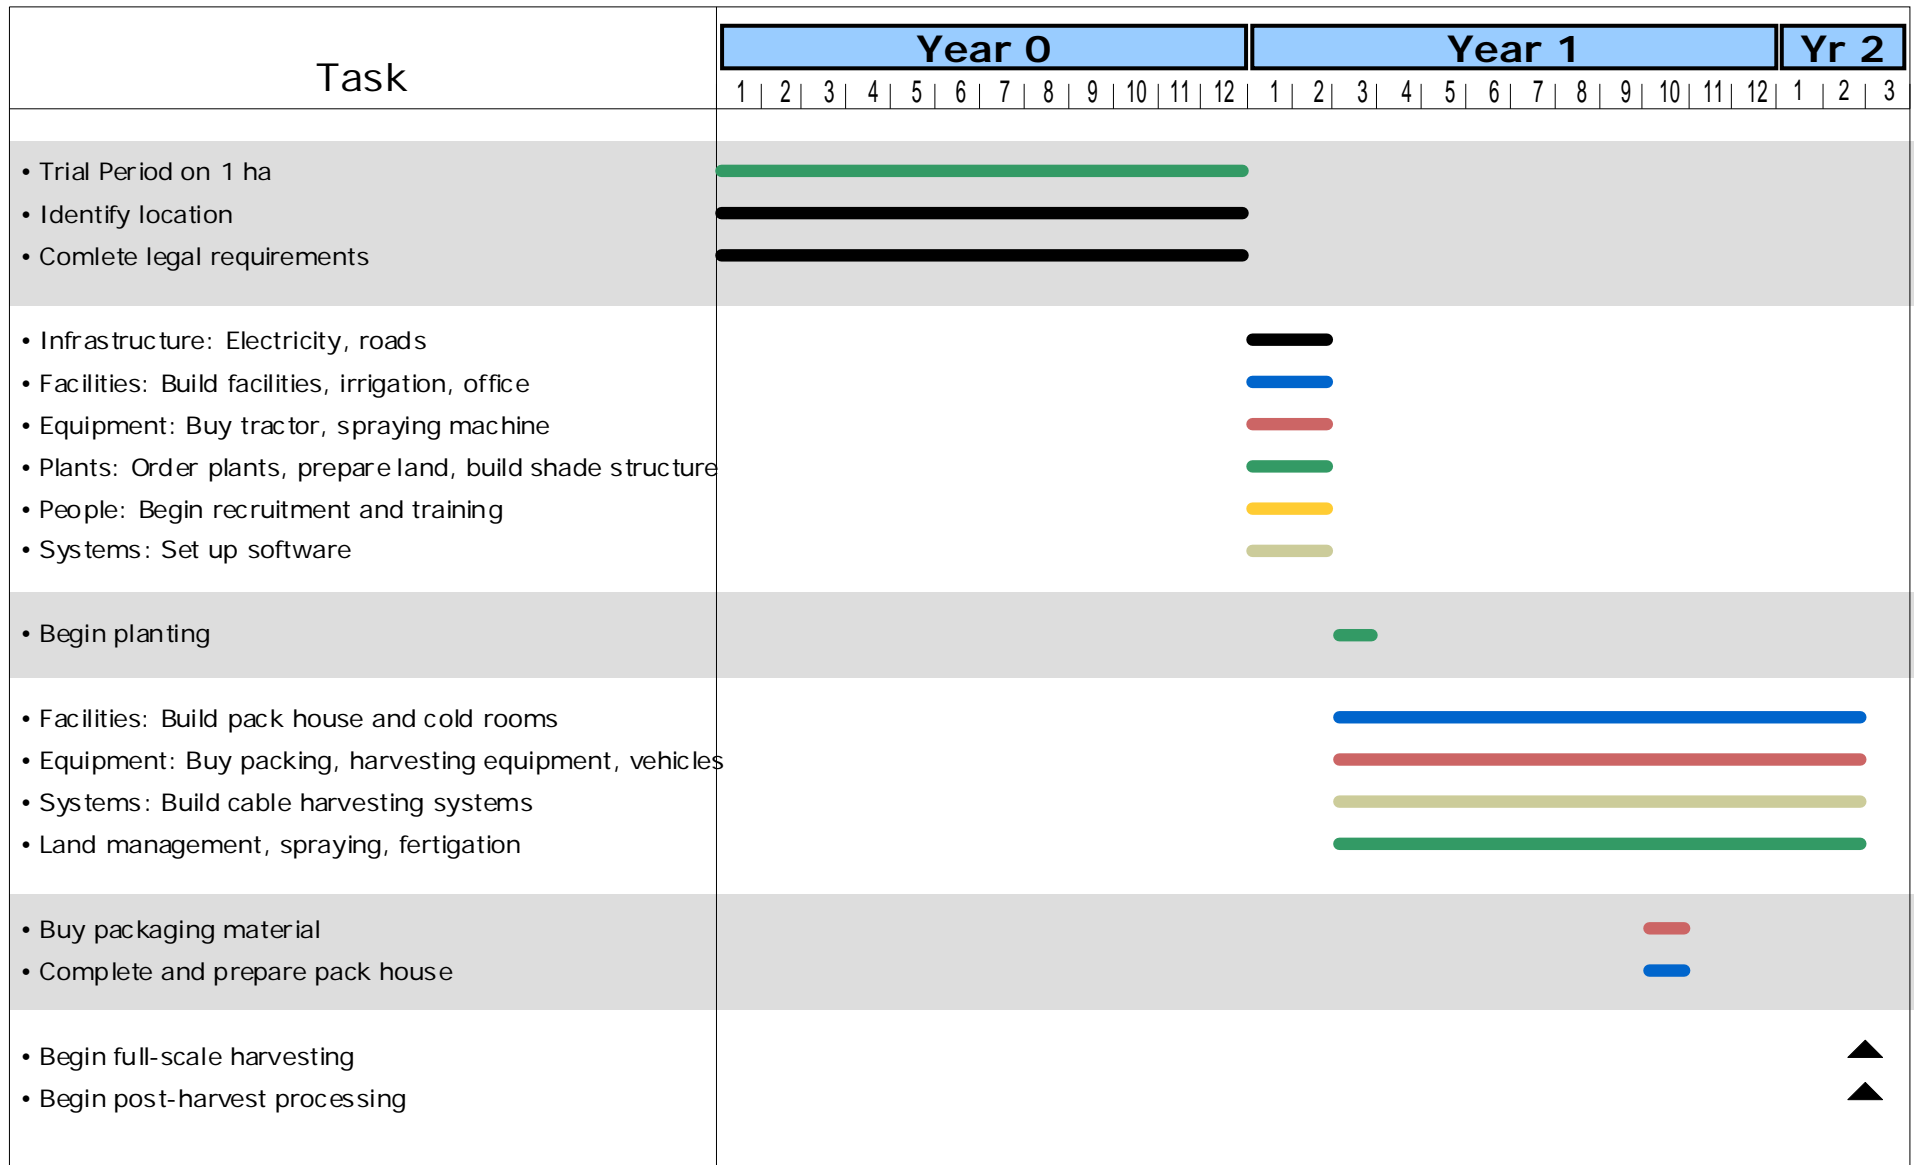 Task
Year 0 Year 1 Yr 2
1 | 2 | 3 | 4 | 5 | 6 | 7 | 8 | 9 | 10 | 11 | 12 | 1 | 2 | 3 | 4 | 5 | 6 | 7 | 8 | 9 | 10 | 11 | 12 | 1 | 2 | 3
• Trial Period on 1 ha
• Identify location
• Comlete legal requirements
• Infrastructure: Electricity, roads
• Facilities: Build facilities, irrigation, office
• Equipment: Buy tractor, spraying machine
• Plants: Order plants, prepare land, build shade structure
• People: Begin recruitment and training
• Systems: Set up software
• Begin planting
• Facilities: Build pack house and cold rooms
• Equipment: Buy packing, harvesting equipment, vehicles
• Systems: Build cable harvesting systems
• Land management, spraying, fertigation
• Buy packaging material
• Complete and prepare pack house
• Begin full-scale harvesting
• Begin post-harvest processing